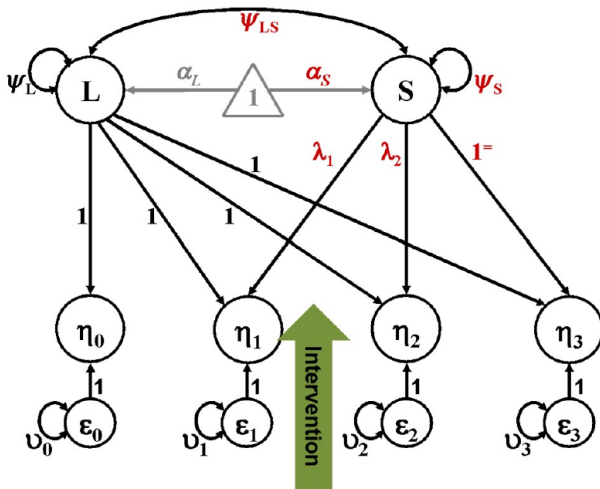 ψLS
ψL L αL 1 αS S ψS
λ1 λ2 1 1=
1 1 1
η0 η1 η2 η3
Intervention
1 1 1 1
υ0 ε0 υ1 ε1 υ2 ε2 υ3 ε3